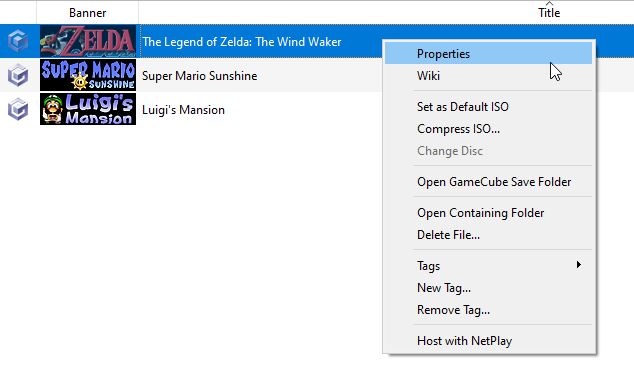 Banner
Title
ZELDA
The Legend of Zelda: The Wind Waker
SUPER MARIO
SUNSHINE
Super Mario Sunshine
Luigi's
Mansion
Luigi's Mansion
Properties
Wiki
Set as Default ISO
Compress ISO...
Change Disc
Open GameCube Save Folder
Open Containing Folder
Delete File...
Tags
New Tag...
Remove Tag...
Host with NetPlay